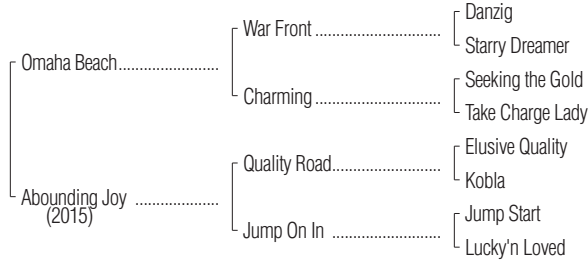 Danzig
War Front
Starry Dreamer
Omaha Beach
Seeking the Gold
Charming
Take Charge Lady
Elusive Quality
Quality Road
Kobla
Abounding Joy
(2015)
Jump Start
Jump On In
Lucky'n Loved